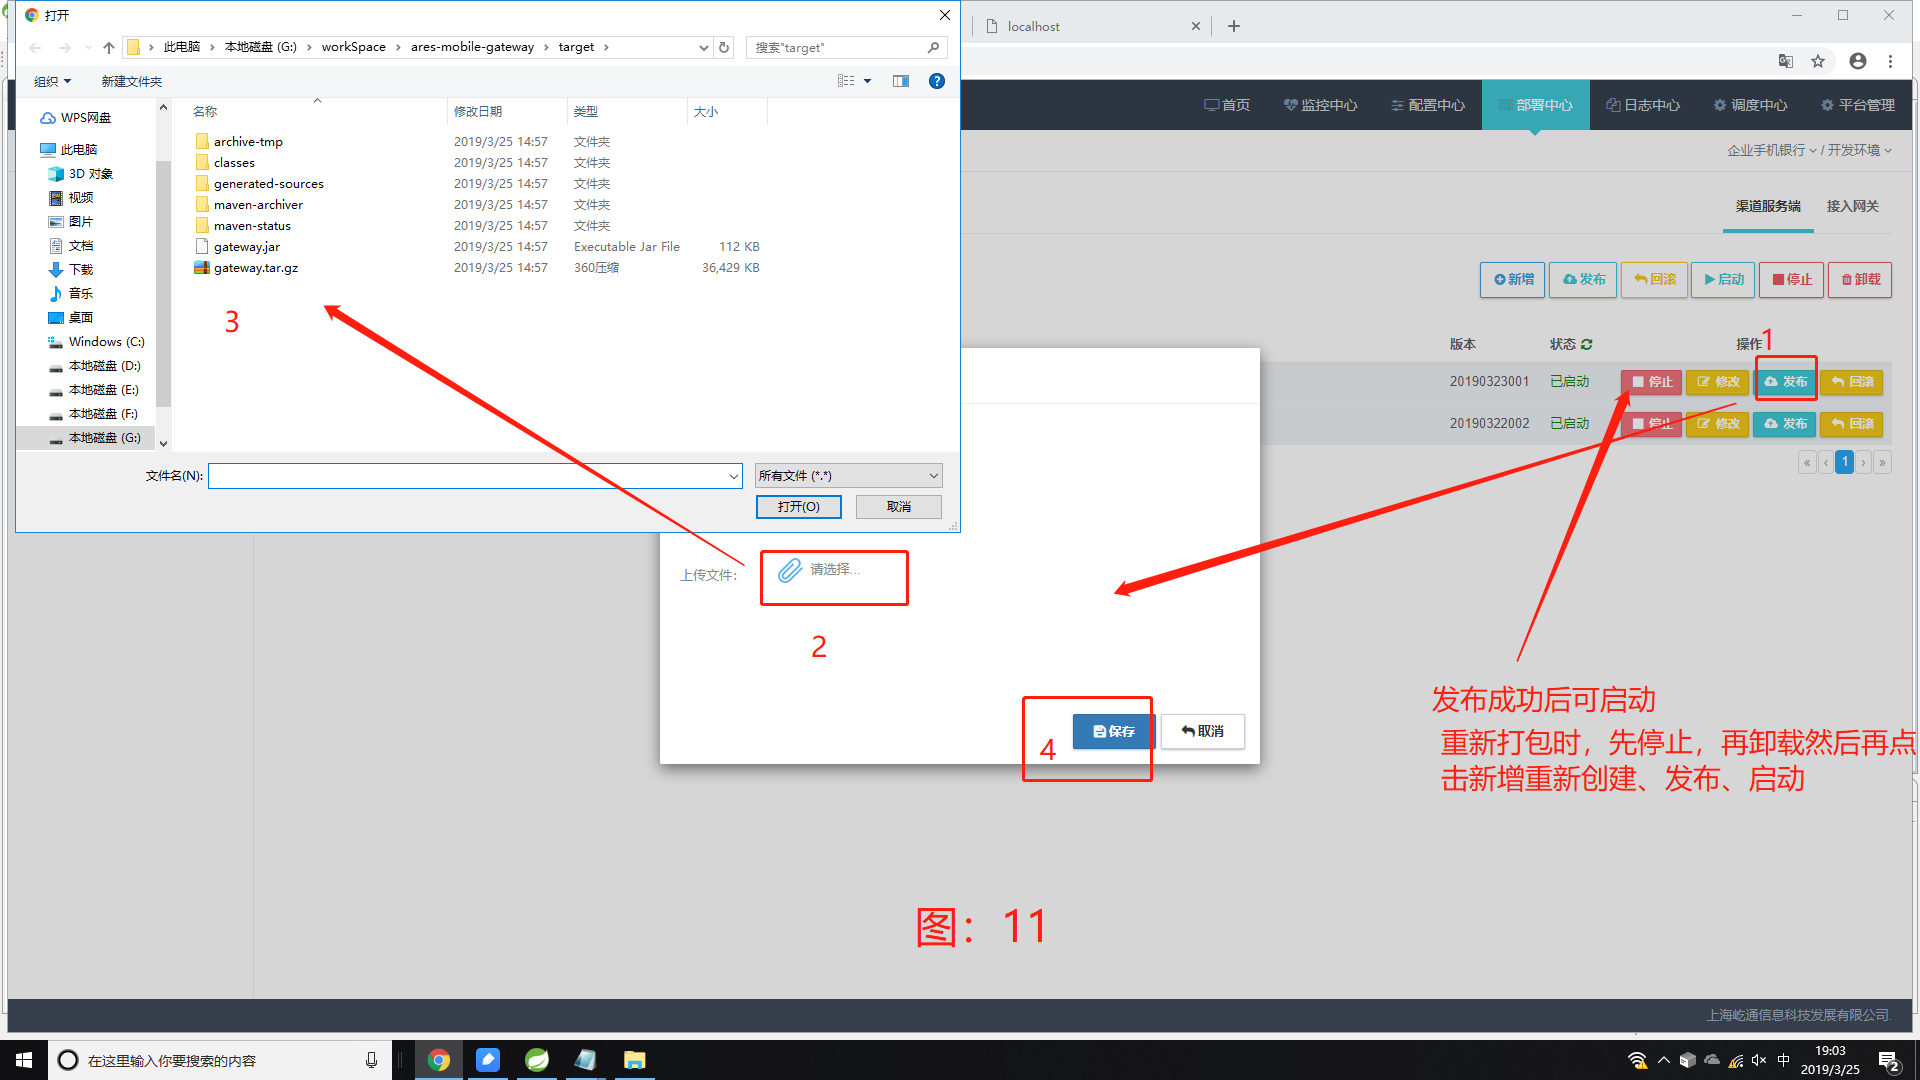 打开
此电脑 › 本地磁盘 (G:) › workSpace › ares-mobile-gateway › target ›
搜索"target"
组织
新建文件夹
WPS网盘
此电脑
3D 对象
视频
图片
文档
下载
音乐
桌面
Windows (C:)
本地磁盘 (D:)
本地磁盘 (E:)
本地磁盘 (F:)
本地磁盘 (G:)
名称 修改日期 类型 大小
archive-tmp 2019/3/25 14:57 文件夹
classes 2019/3/25 14:57 文件夹
generated-sources 2019/3/25 14:57 文件夹
maven-archiver 2019/3/25 14:57 文件夹
maven-status 2019/3/25 14:57 文件夹
gateway.jar 2019/3/25 14:57 Executable Jar File 112 KB
gateway.tar.gz 2019/3/25 14:57 360压缩 36,429 KB
3
文件名(N):
所有文件 (*.*)
打开(O) 取消
localhost
首页 监控中心 配置中心 部署中心 日志中心 调度中心 平台管理
企业手机银行 / 开发环境
渠道服务端 接入网关
新增 发布 回滚 启动 停止 卸载
版本 状态 操作
1
20190323001 已启动 停止 修改 发布 回滚
20190322002 已启动 停止 修改 发布 回滚
« ‹ 1 › »
上传文件: 请选择...
2
4
保存 取消
发布成功后可启动
重新打包时，先停止，再卸载然后再点
击新增重新创建、发布、启动
图：11
上海屹通信息科技发展有限公司.
在这里输入你要搜索的内容
中
19:03
2019/3/25
2